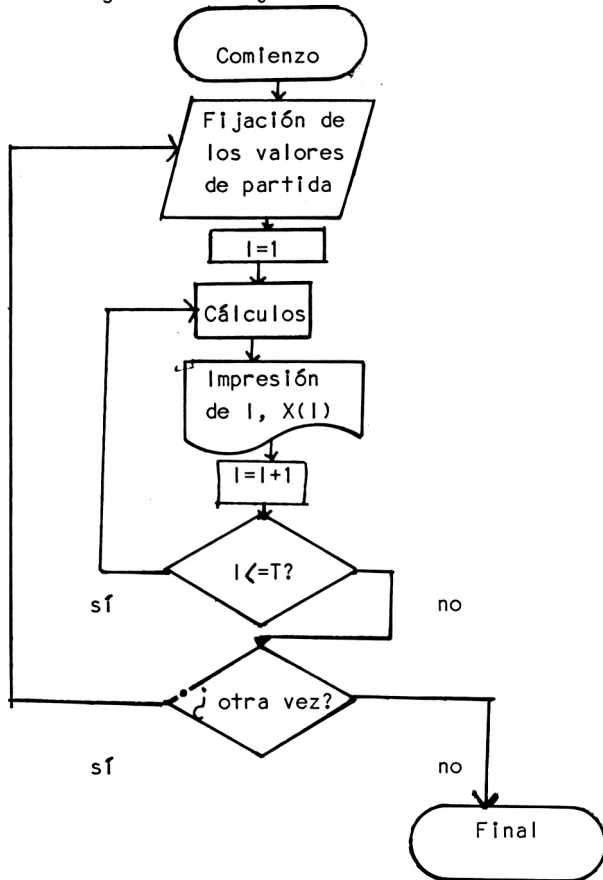 Comienzo
Fijación de
los valores
de partida
I=1
Cálculos
Impresión
de I, X(I)
I=I+1
I<=T?
sí
no
¿ otra vez?
sí
no
Final